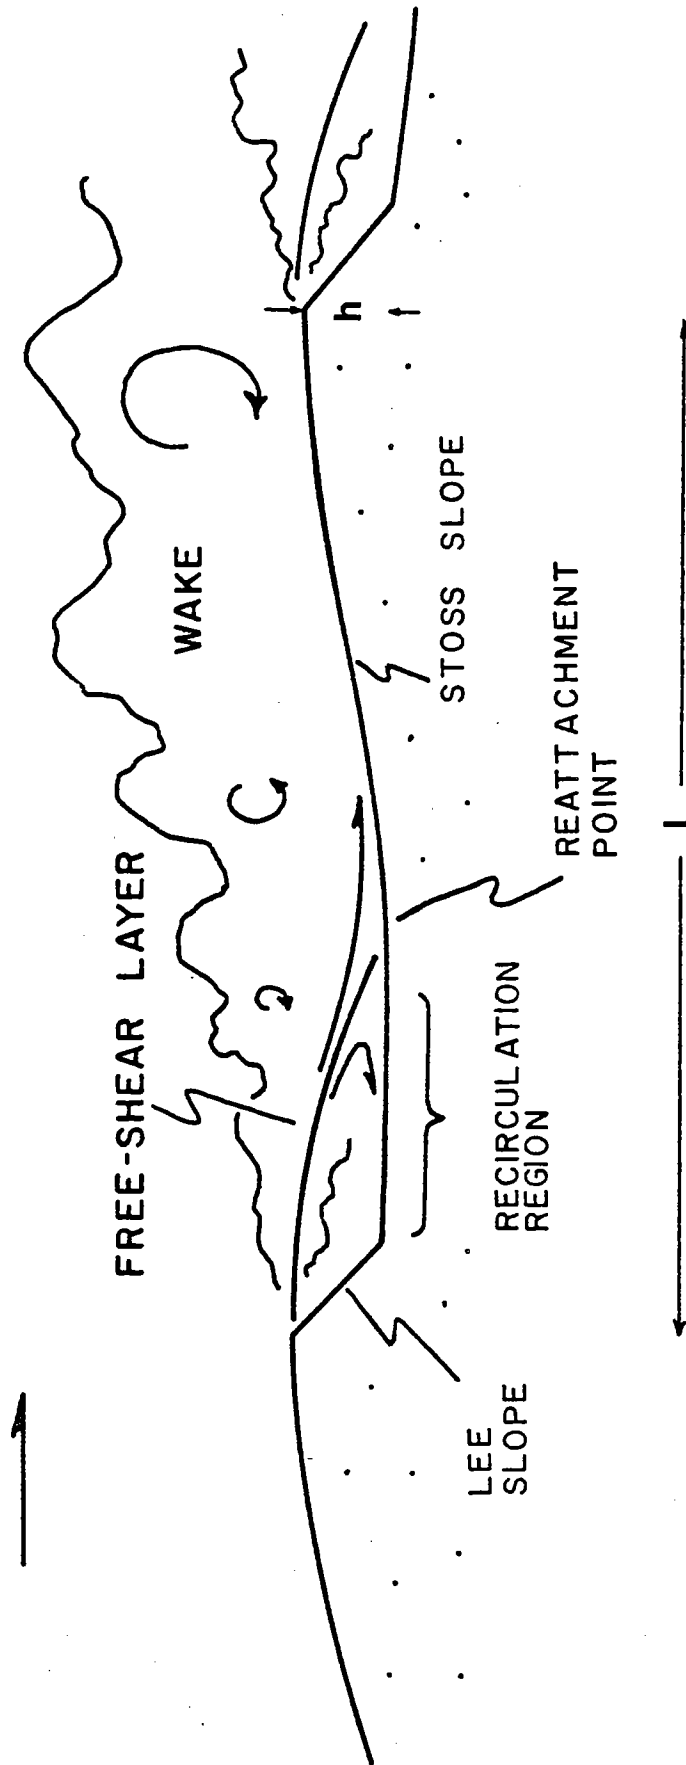 FREE-SHEAR LAYER
WAKE
h
STOSS SLOPE
REATTACHMENT
POINT
RECIRCULATION
REGION
LEE
SLOPE
L